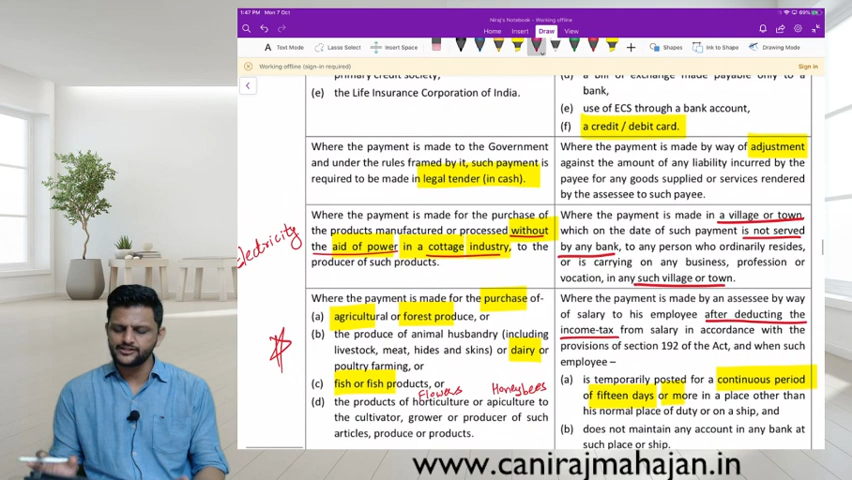 1:47 PM Mon 7 Oct
Niraj's Notebook - Working offline
69%
Home Insert Draw View
Text Mode Lasso Select Insert Space Shapes Ink to Shape Drawing Mode
Working offline (sign-in required) Sign in
primary credit society,
(e) the Life Insurance Corporation of India.
(d) a bill of exchange made payable only to a
bank,
(e) use of ECS through a bank account,
(f) a credit / debit card.
Where the payment is made to the Government
and under the rules framed by it, such payment is
required to be made in legal tender (in cash).
Where the payment is made by way of adjustment
against the amount of any liability incurred by the
payee for any goods supplied or services rendered
by the assessee to such payee.
Electricity
Where the payment is made for the purchase of
the products manufactured or processed without
the aid of power in a cottage industry, to the
producer of such products.
Where the payment is made in a village or town,
which on the date of such payment is not served
by any bank, to any person who ordinarily resides,
or is carrying on any business, profession or
vocation, in any such village or town.
Where the payment is made for the purchase of-
(a) agricultural or forest produce, or
(b) the produce of animal husbandry (including
livestock, meat, hides and skins) or dairy or
poultry farming, or
(c) fish or fish products, or
Flowers Honeybees
(d) the products of horticulture or apiculture to
the cultivator, grower or producer of such
articles, produce or products.
Where the payment is made by an assessee by way
of salary to his employee after deducting the
income-tax from salary in accordance with the
provisions of section 192 of the Act, and when such
employee –
(a) is temporarily posted for a continuous period
of fifteen days or more in a place other than
his normal place of duty or on a ship, and
(b) does not maintain any account in any bank at
such place or ship.
www.canirajmahajan.in